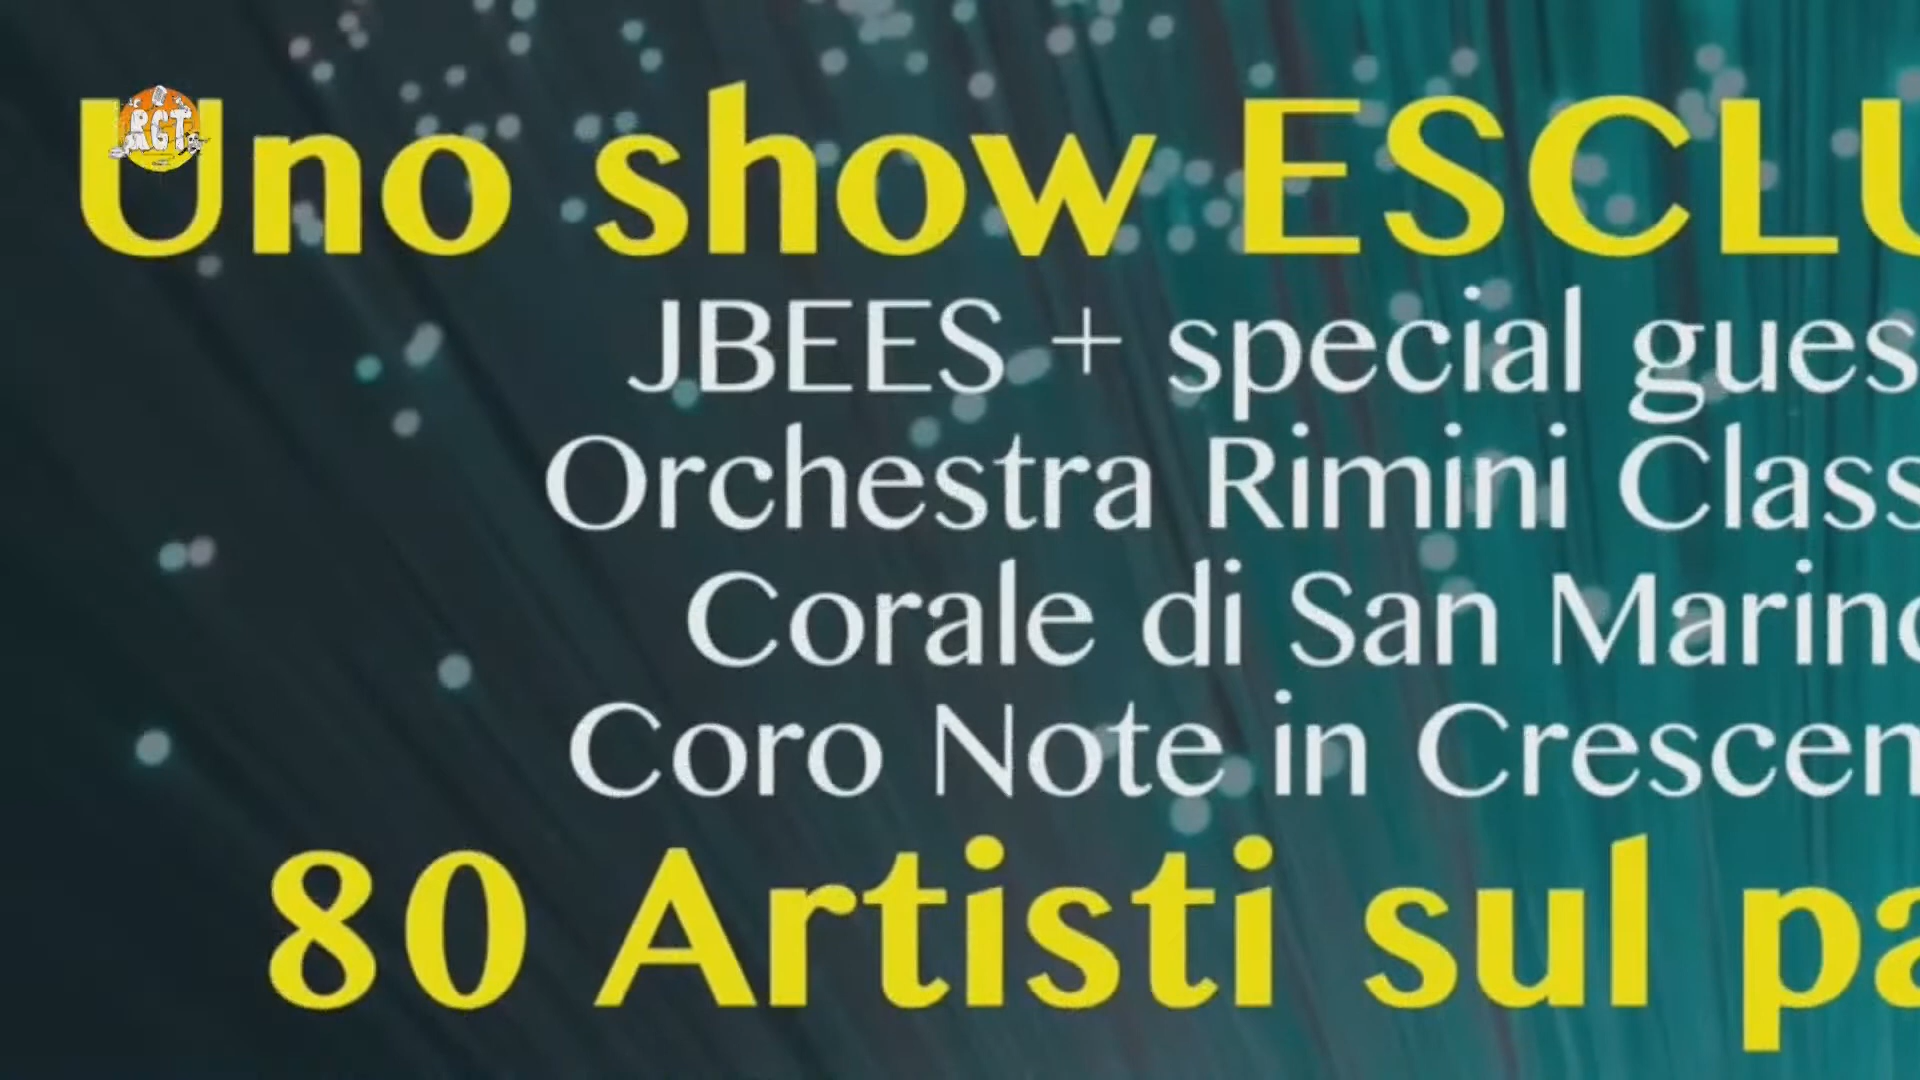 Uno show ESCLU
JBEES + special gues
Orchestra Rimini Class
Corale di San Marino
Coro Note in Crescen
80 Artisti sul pa
RGT